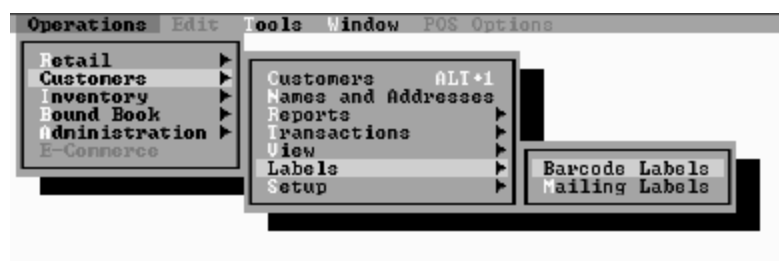 Operations Edit Tools Window POS Options
Retail
Customers
Inventory
Bound Book
Administration
E-Commerce
Customers ALT+1
Names and Addresses
Reports
Transactions
View
Labels
Setup
Barcode Labels
Mailing Labels